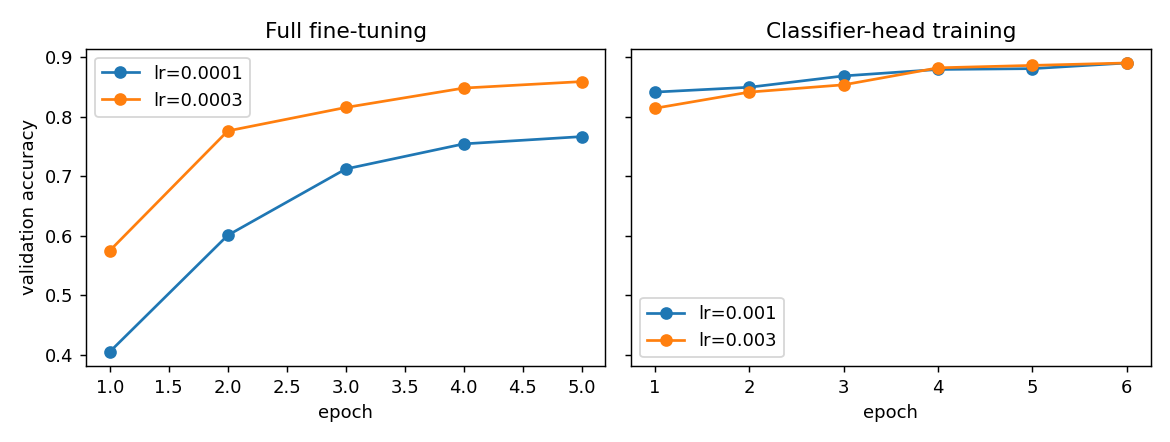 Full fine-tuning
validation accuracy
0.9
0.8
0.7
0.6
0.5
0.4
lr=0.0001
lr=0.0003
1.0 1.5 2.0 2.5 3.0 3.5 4.0 4.5 5.0
epoch
Classifier-head training
lr=0.001
lr=0.003
1 2 3 4 5 6
epoch